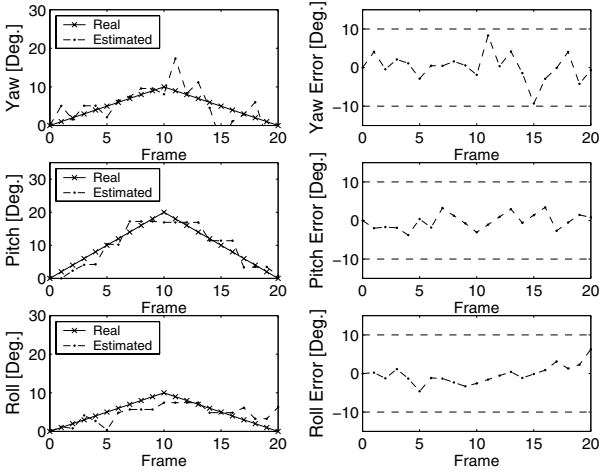 30
20
10
0
Yaw [Deg.]
Real
Estimated
0 5 10 15 20
Frame
10
0
−10
Yaw Error [Deg.]
0 5 10 15 20
Frame
30
20
10
0
Pitch [Deg.]
Real
Estimated
0 5 10 15 20
Frame
10
0
−10
Pitch Error [Deg.]
0 5 10 15 20
Frame
30
20
10
0
Roll [Deg.]
Real
Estimated
0 5 10 15 20
Frame
10
0
−10
Roll Error [Deg.]
0 5 10 15 20
Frame